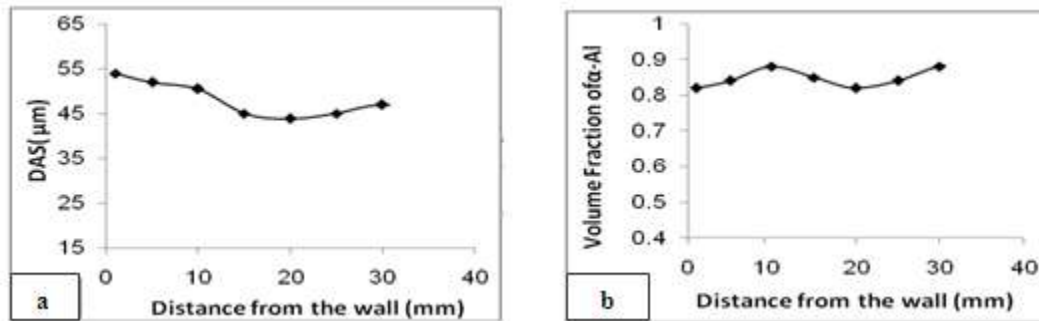 65
55
45
35
25
15
DAS(μm)
0 10 20 30 40
Distance from the wall (mm)
a
1
0.9
0.8
0.7
0.6
0.5
0.4
Volume Fraction ofα-Al
0 10 20 30 40
Distance from the wall (mm)
b